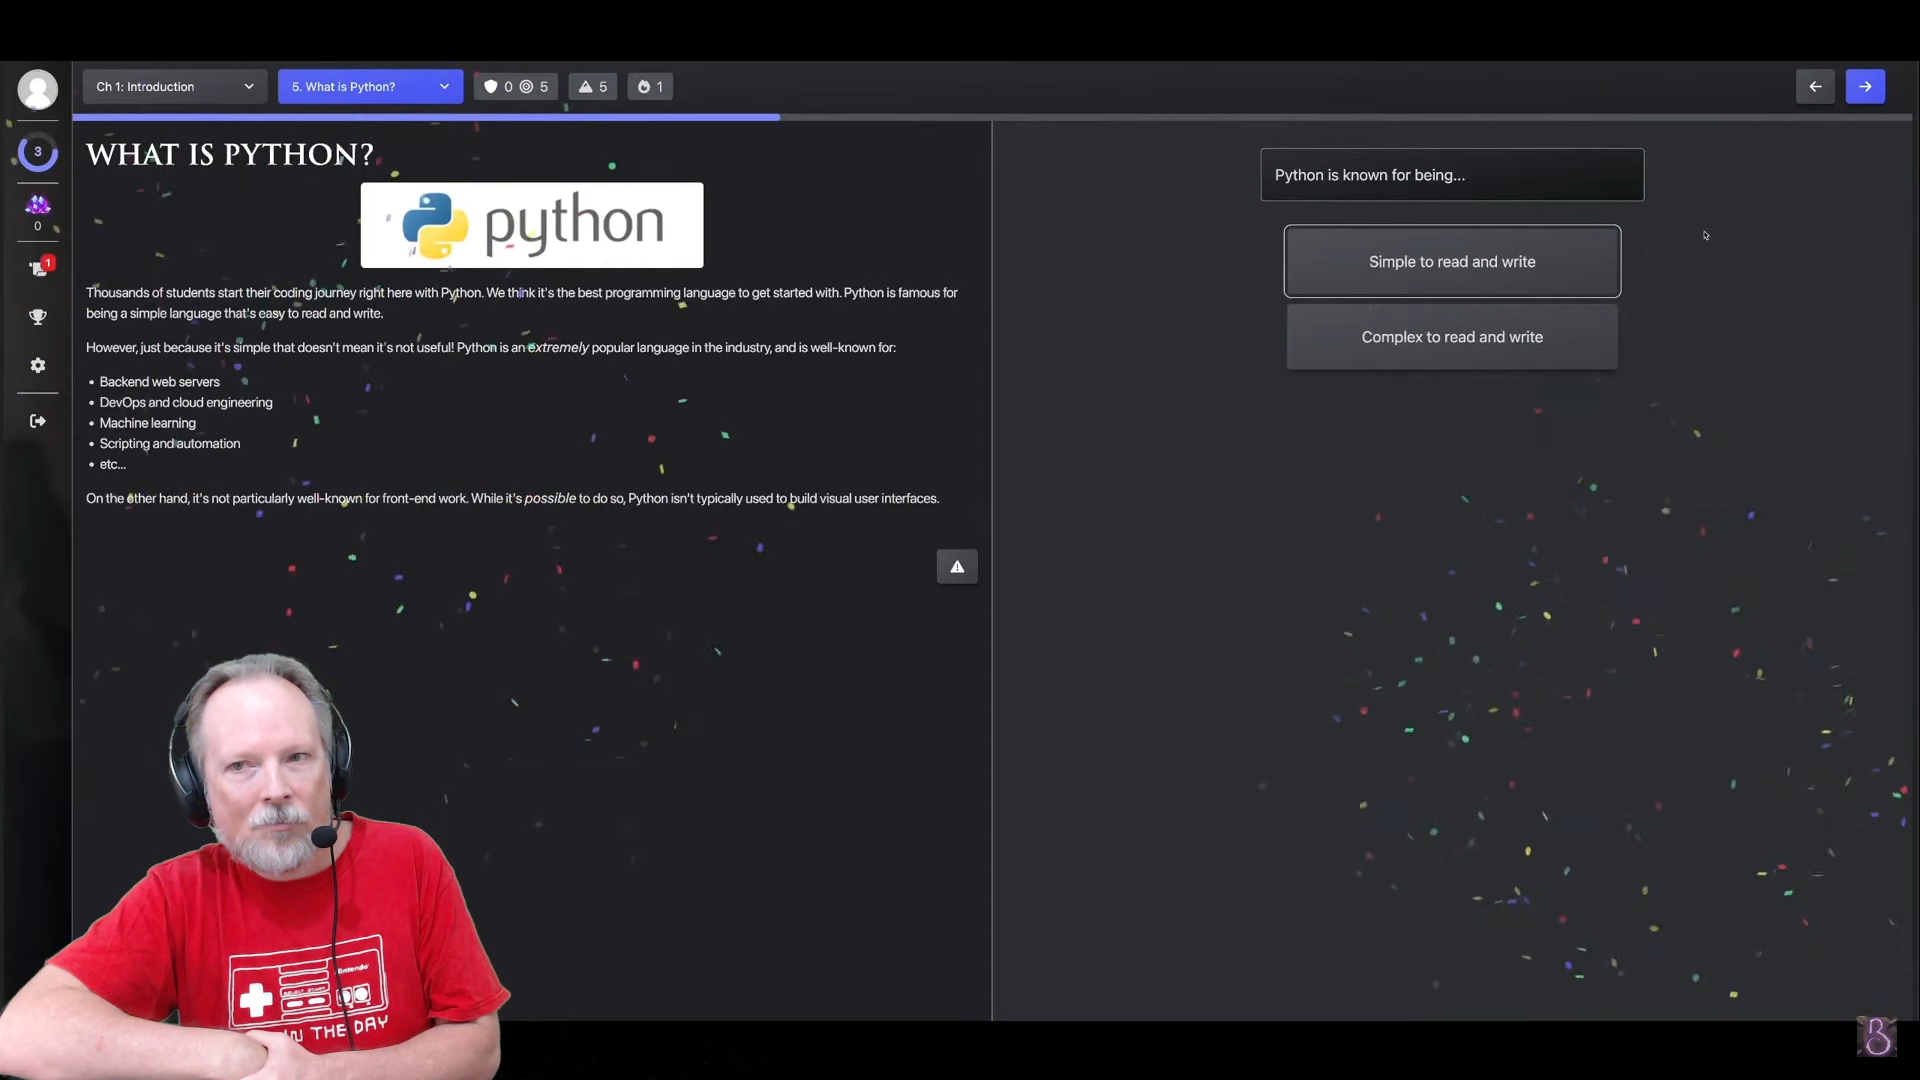 Ch 1: Introduction
5. What is Python?
0
5
5
1
3
0
1
WHAT IS PYTHON?
python
Thousands of students start their coding journey right here with Python. We think it's the best programming language to get started with. Python is famous for
being a simple language that's easy to read and write.
However, just because it's simple that doesn't mean it's not useful! Python is an extremely popular language in the industry, and is well-known for:
• Backend web servers
• DevOps and cloud engineering
• Machine learning
• Scripting and automation
• etc...
On the other hand, it's not particularly well-known for front-end work. While it's possible to do so, Python isn't typically used to build visual user interfaces.
Python is known for being...
Simple to read and write
Complex to read and write
Nintendo
SELECT START
IN THE DAY
B